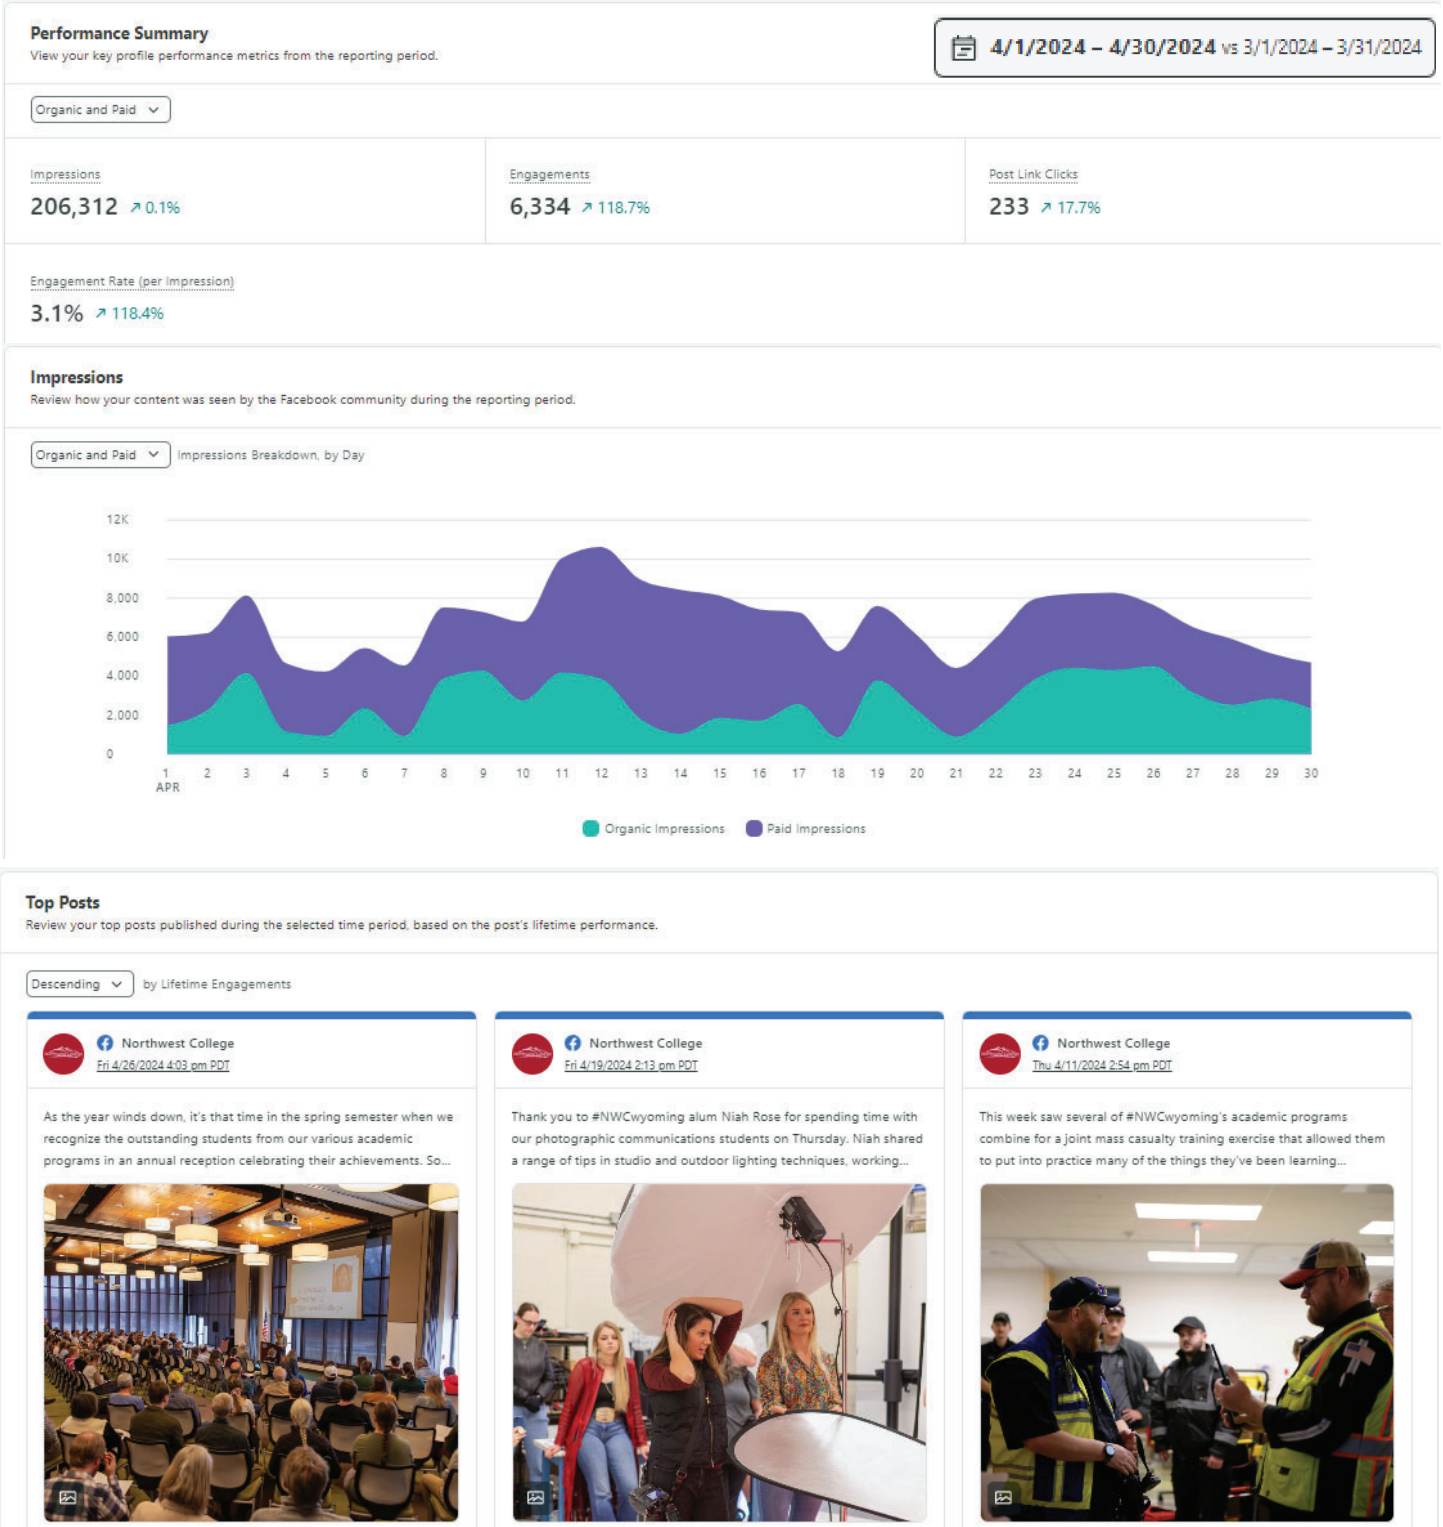 Performance Summary
View your key profile performance metrics from the reporting period.
4/1/2024 – 4/30/2024 vs 3/1/2024 – 3/31/2024
Organic and Paid
Impressions
206,312 ↗ 0.1%
Engagements
6,334 ↗ 118.7%
Post Link Clicks
233 ↗ 17.7%
Engagement Rate (per Impression)
3.1% ↗ 118.4%
Impressions
Review how your content was seen by the Facebook community during the reporting period.
Organic and Paid Impressions Breakdown, by Day
12K
10K
8,000
6,000
4,000
2,000
0
1 2 3 4 5 6 7 8 9 10 11 12 13 14 15 16 17 18 19 20 21 22 23 24 25 26 27 28 29 30
APR
Organic Impressions Paid Impressions
Top Posts
Review your top posts published during the selected time period, based on the post's lifetime performance.
Descending by Lifetime Engagements
Northwest College
Fri 4/26/2024 4:03 pm PDT
As the year winds down, it's that time in the spring semester when we
recognize the outstanding students from our various academic
programs in an annual reception celebrating their achievements. So...
Northwest College
Fri 4/19/2024 2:13 pm PDT
Thank you to #NWCwyoming alum Niah Rose for spending time with
our photographic communications students on Thursday. Niah shared
a range of tips in studio and outdoor lighting techniques, working...
Northwest College
Thu 4/11/2024 2:54 pm PDT
This week saw several of #NWCwyoming's academic programs
combine for a joint mass casualty training exercise that allowed them
to put into practice many of the things they've been learning...